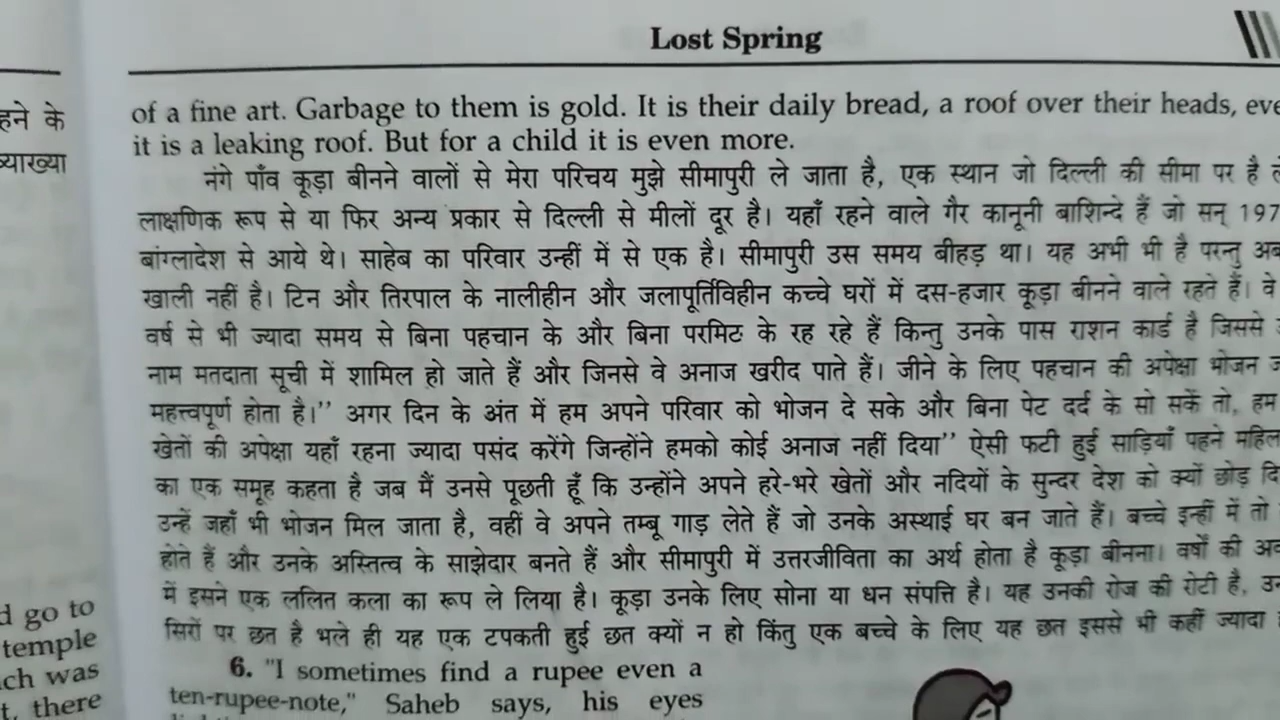 Lost Spring
हने के
व्याख्या
of a fine art. Garbage to them is gold. It is their daily bread, a roof over their heads,
it is a leaking roof. But for a child it is even more.
नंगे पाँव कूड़ा बीनने वालों से मेरा परिचय मुझे सीमापुरी ले जाता है, एक स्थान जो दिल्ली की सीमा पर है
लाक्षणिक रूप से या फिर अन्य प्रकार से दिल्ली से मीलों दूर है। यहाँ रहने वाले गैर कानूनी बाशिन्दे हैं जो सन् 197
बांग्लादेश से आये थे। साहेब का परिवार उन्हीं में से एक है। सीमापुरी उस समय बीहड़ था। यह अभी भी है परन्तु
खाली नहीं है। टिन और तिरपाल के नालीहीन और जलापूर्तिविहीन कच्चे घरों में दस-हजार कूड़ा बीनने वाले रहते हैं। वे
वर्ष से भी ज्यादा समय से बिना पहचान के और बिना परमिट के रह रहे हैं किन्तु उनके पास राशन कार्ड है जिससे
नाम मतदाता सूची में शामिल हो जाते हैं और जिनसे वे अनाज खरीद पाते हैं। जीने के लिए पहचान की अपेक्षा भोजन
महत्त्वपूर्ण होता है।'' अगर दिन के अंत में हम अपने परिवार को भोजन दे सके और बिना पेट दर्द के सो सकें तो, हम
खेतों की अपेक्षा यहाँ रहना ज्यादा पसंद करेंगे जिन्होंने हमको कोई अनाज नहीं दिया'' ऐसी फटी हुई साड़ियाँ पहने
का एक समूह कहता है जब मैं उनसे पूछती हूँ कि उन्होंने अपने हरे-भरे खेतों और नदियों के सुन्दर देश को क्यों छोड़
उन्हें जहाँ भी भोजन मिल जाता है, वहीं वे अपने तम्बू गाड़ लेते हैं जो उनके अस्थाई घर बन जाते हैं। बच्चे इन्हीं में तो
होते हैं और उनके अस्तित्व के साझेदार बनते हैं और सीमापुरी में उत्तरजीविता का अर्थ होता है कूड़ा बीनना। वर्षों की
में इसने एक ललित कला का रूप ले लिया है। कूड़ा उनके लिए सोना या धन संपत्ति है। यह उनकी रोज की रोटी है,
सिरों पर छत है भले ही यह एक टपकती हुई छत क्यों न हो किंतु एक बच्चे के लिए यह छत इससे भी कहीं ज्यादा
6. "I sometimes find a rupee even a
ten-rupee-note," Saheb says, his eyes
d go to
temple
ch was
t, there